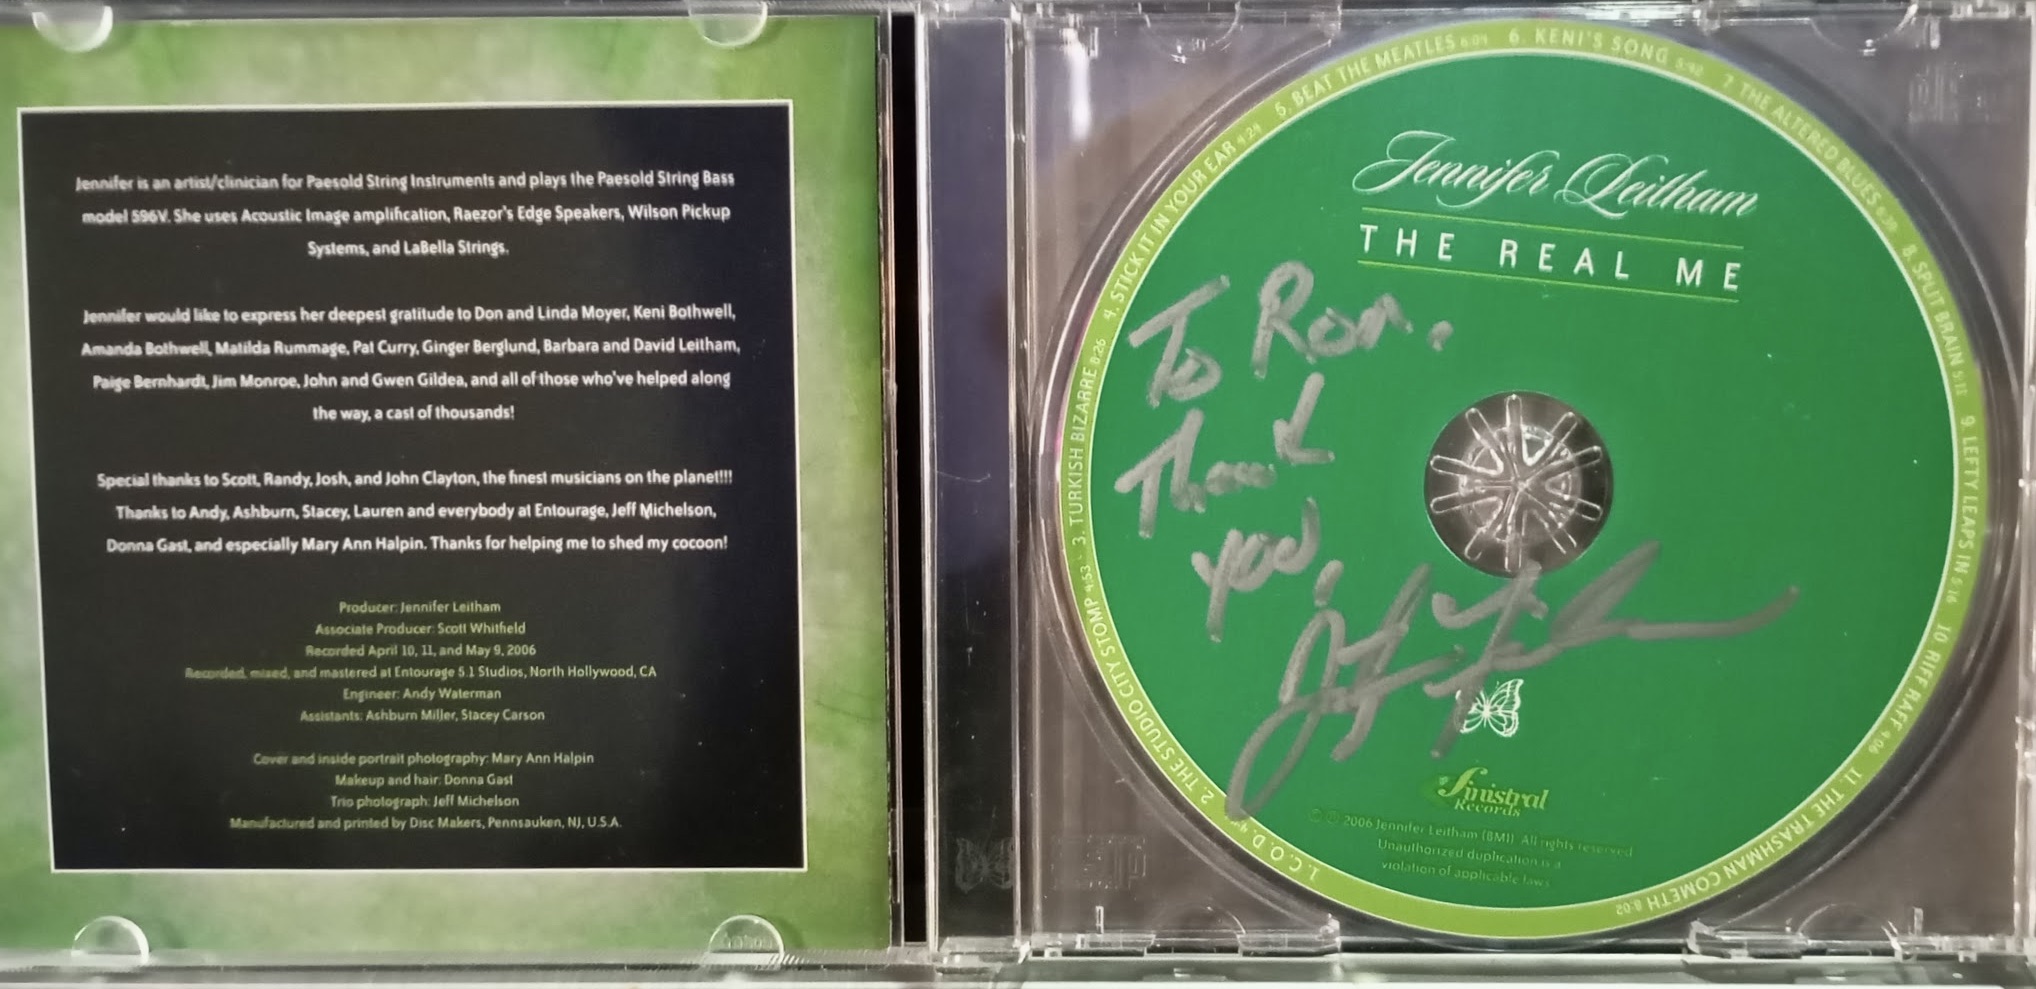 Jennifer is an artist/clinician for Paesold String Instruments and plays the Paesold String Bass
model 596V. She uses Acoustic Image amplification, Raezor's Edge Speakers, Wilson Pickup
Systems, and LaBella Strings.
Jennifer would like to express her deepest gratitude to Don and Linda Moyer, Keni Bothwell,
Amanda Bothwell, Matilda Rummage, Pat Curry, Ginger Berglund, Barbara and David Leitham,
Paige Bernhardt, Jim Monroe, John and Gwen Gildea, and all of those who've helped along
the way, a cast of thousands!
Special thanks to Scott, Randy, Josh, and John Clayton, the finest musicians on the planet!!!
Thanks to Andy, Ashburn, Stacey, Lauren and everybody at Entourage, Jeff Michelson,
Donna Gast, and especially Mary Ann Halpin. Thanks for helping me to shed my cocoon!
Producer: Jennifer Leitham
Associate Producer: Scott Whitfield
Recorded April 10, 11, and May 9, 2006
Recorded, mixed, and mastered at Entourage 5.1 Studios, North Hollywood, CA
Engineer: Andy Waterman
Assistants: Ashburn Miller, Stacey Carson
Cover and inside portrait photography: Mary Ann Halpin
Makeup and hair: Donna Gast
Trio photograph: Jeff Michelson
Manufactured and printed by Disc Makers, Pennsauken, NJ, U.S.A.
Jennifer Leitham
THE REAL ME
To Ron,
Thank
you,
Sinistral
Records
© ℗ 2006 Jennifer Leitham (BMI) All rights reserved
Unauthorized duplication is a
violation of applicable laws
1. C.O.D. 2. THE STUDIO CITY STOMP 4:53 3. TURKISH BIZARRE 8:26 4. STICK IT IN YOUR EAR 4:29 5. BEAT THE MEATLES 6:04 6. KENI'S SONG 5:42 7. THE ALTERED BLUES 6:39 8. SPLIT BRAIN 5:13 9. LEFTY LEAPS IN 5:16 10. RIFF RAFF 4:06 11. THE TRASHMAN COMETH 8:02